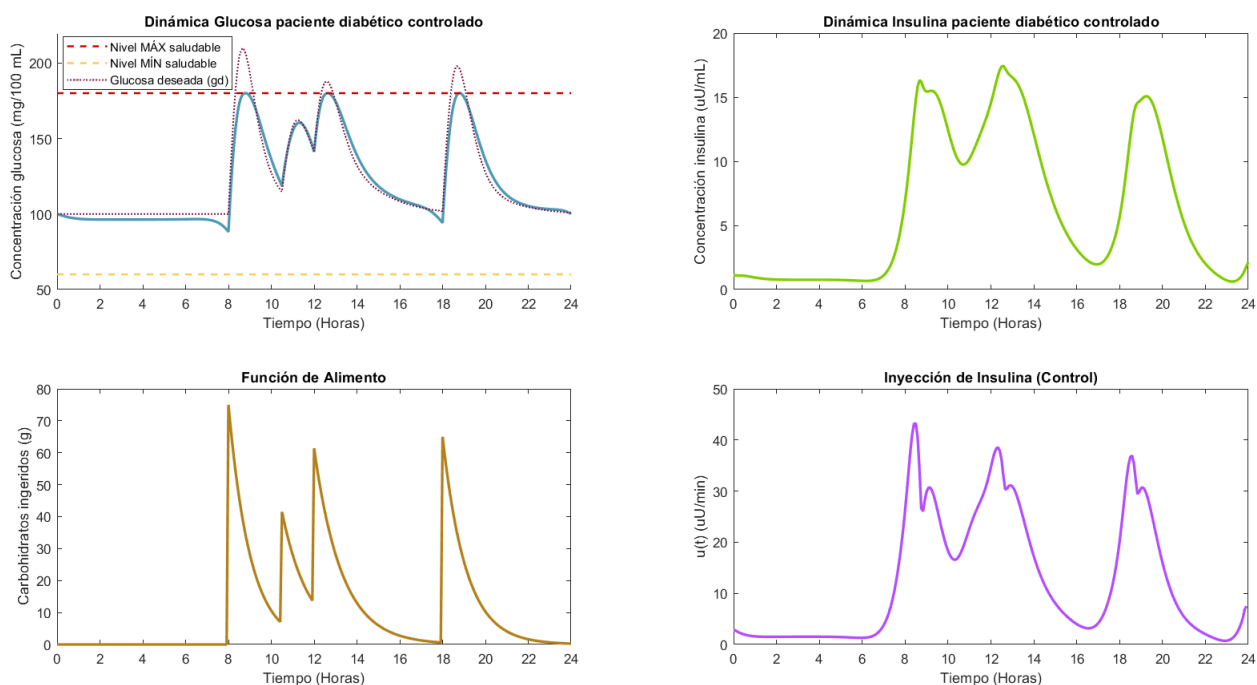 Dinámica Glucosa paciente diabético controlado
Nivel MÁX saludable
Nivel MÍN saludable
Glucosa deseada (gd)
Concentración glucosa (mg/100 mL)
200
150
100
50
0 2 4 6 8 10 12 14 16 18 20 22 24
Tiempo (Horas)
Dinámica Insulina paciente diabético controlado
Concentración insulina (uU/mL)
20
15
10
5
0
0 2 4 6 8 10 12 14 16 18 20 22 24
Tiempo (Horas)
Función de Alimento
Carbohidratos ingeridos (g)
80
70
60
50
40
30
20
10
0
0 2 4 6 8 10 12 14 16 18 20 22 24
Tiempo (Horas)
Inyección de Insulina (Control)
u(t) (uU/min)
50
40
30
20
10
0
0 2 4 6 8 10 12 14 16 18 20 22 24
Tiempo (Horas)